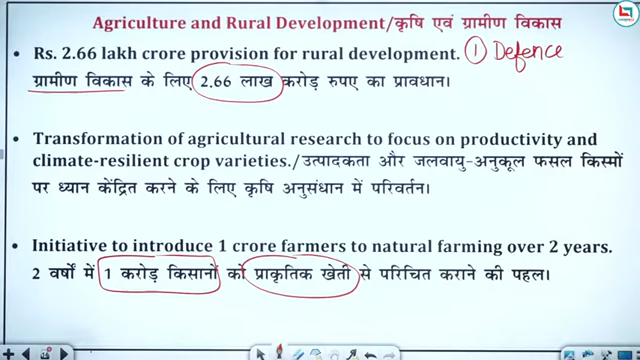 Agriculture and Rural Development/कृषि एवं ग्रामीण विकास
Rs. 2.66 lakh crore provision for rural development. ① Defence
ग्रामीण विकास के लिए 2.66 लाख करोड़ रुपए का प्रावधान।
Transformation of agricultural research to focus on productivity and
climate-resilient crop varieties./उत्पादकता और जलवायु-अनुकूल फसल किस्मों
पर ध्यान केंद्रित करने के लिए कृषि अनुसंधान में परिवर्तन।
Initiative to introduce 1 crore farmers to natural farming over 2 years.
2 वर्षों में 1 करोड़ किसानों को प्राकृतिक खेती से परिचित कराने की पहल।